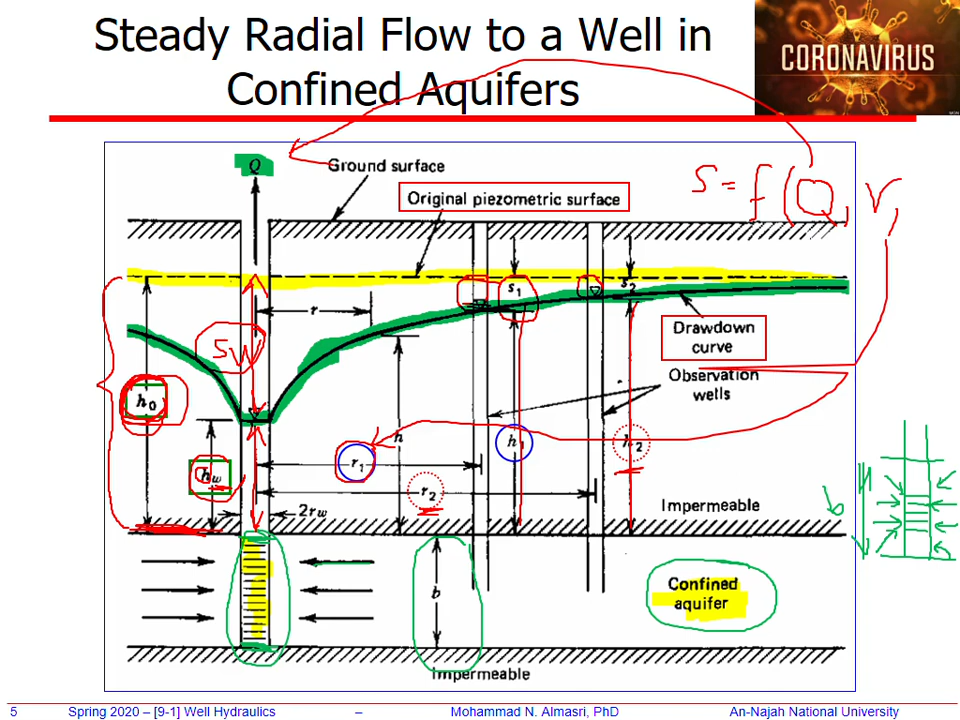 Steady Radial Flow to a Well in
Confined Aquifers
CORONAVIRUS
Q
Ground surface
Original piezometric surface
S = f(Q, r,
s1
s2
r
Drawdown
curve
Sw
Observation
wells
h0
h
h1
h2
hw
r1
r2
2rw
Impermeable
b
b
Confined
aquifer
Impermeable
5 Spring 2020 – [9-1] Well Hydraulics – Mohammad N. Almasri, PhD An-Najah National University